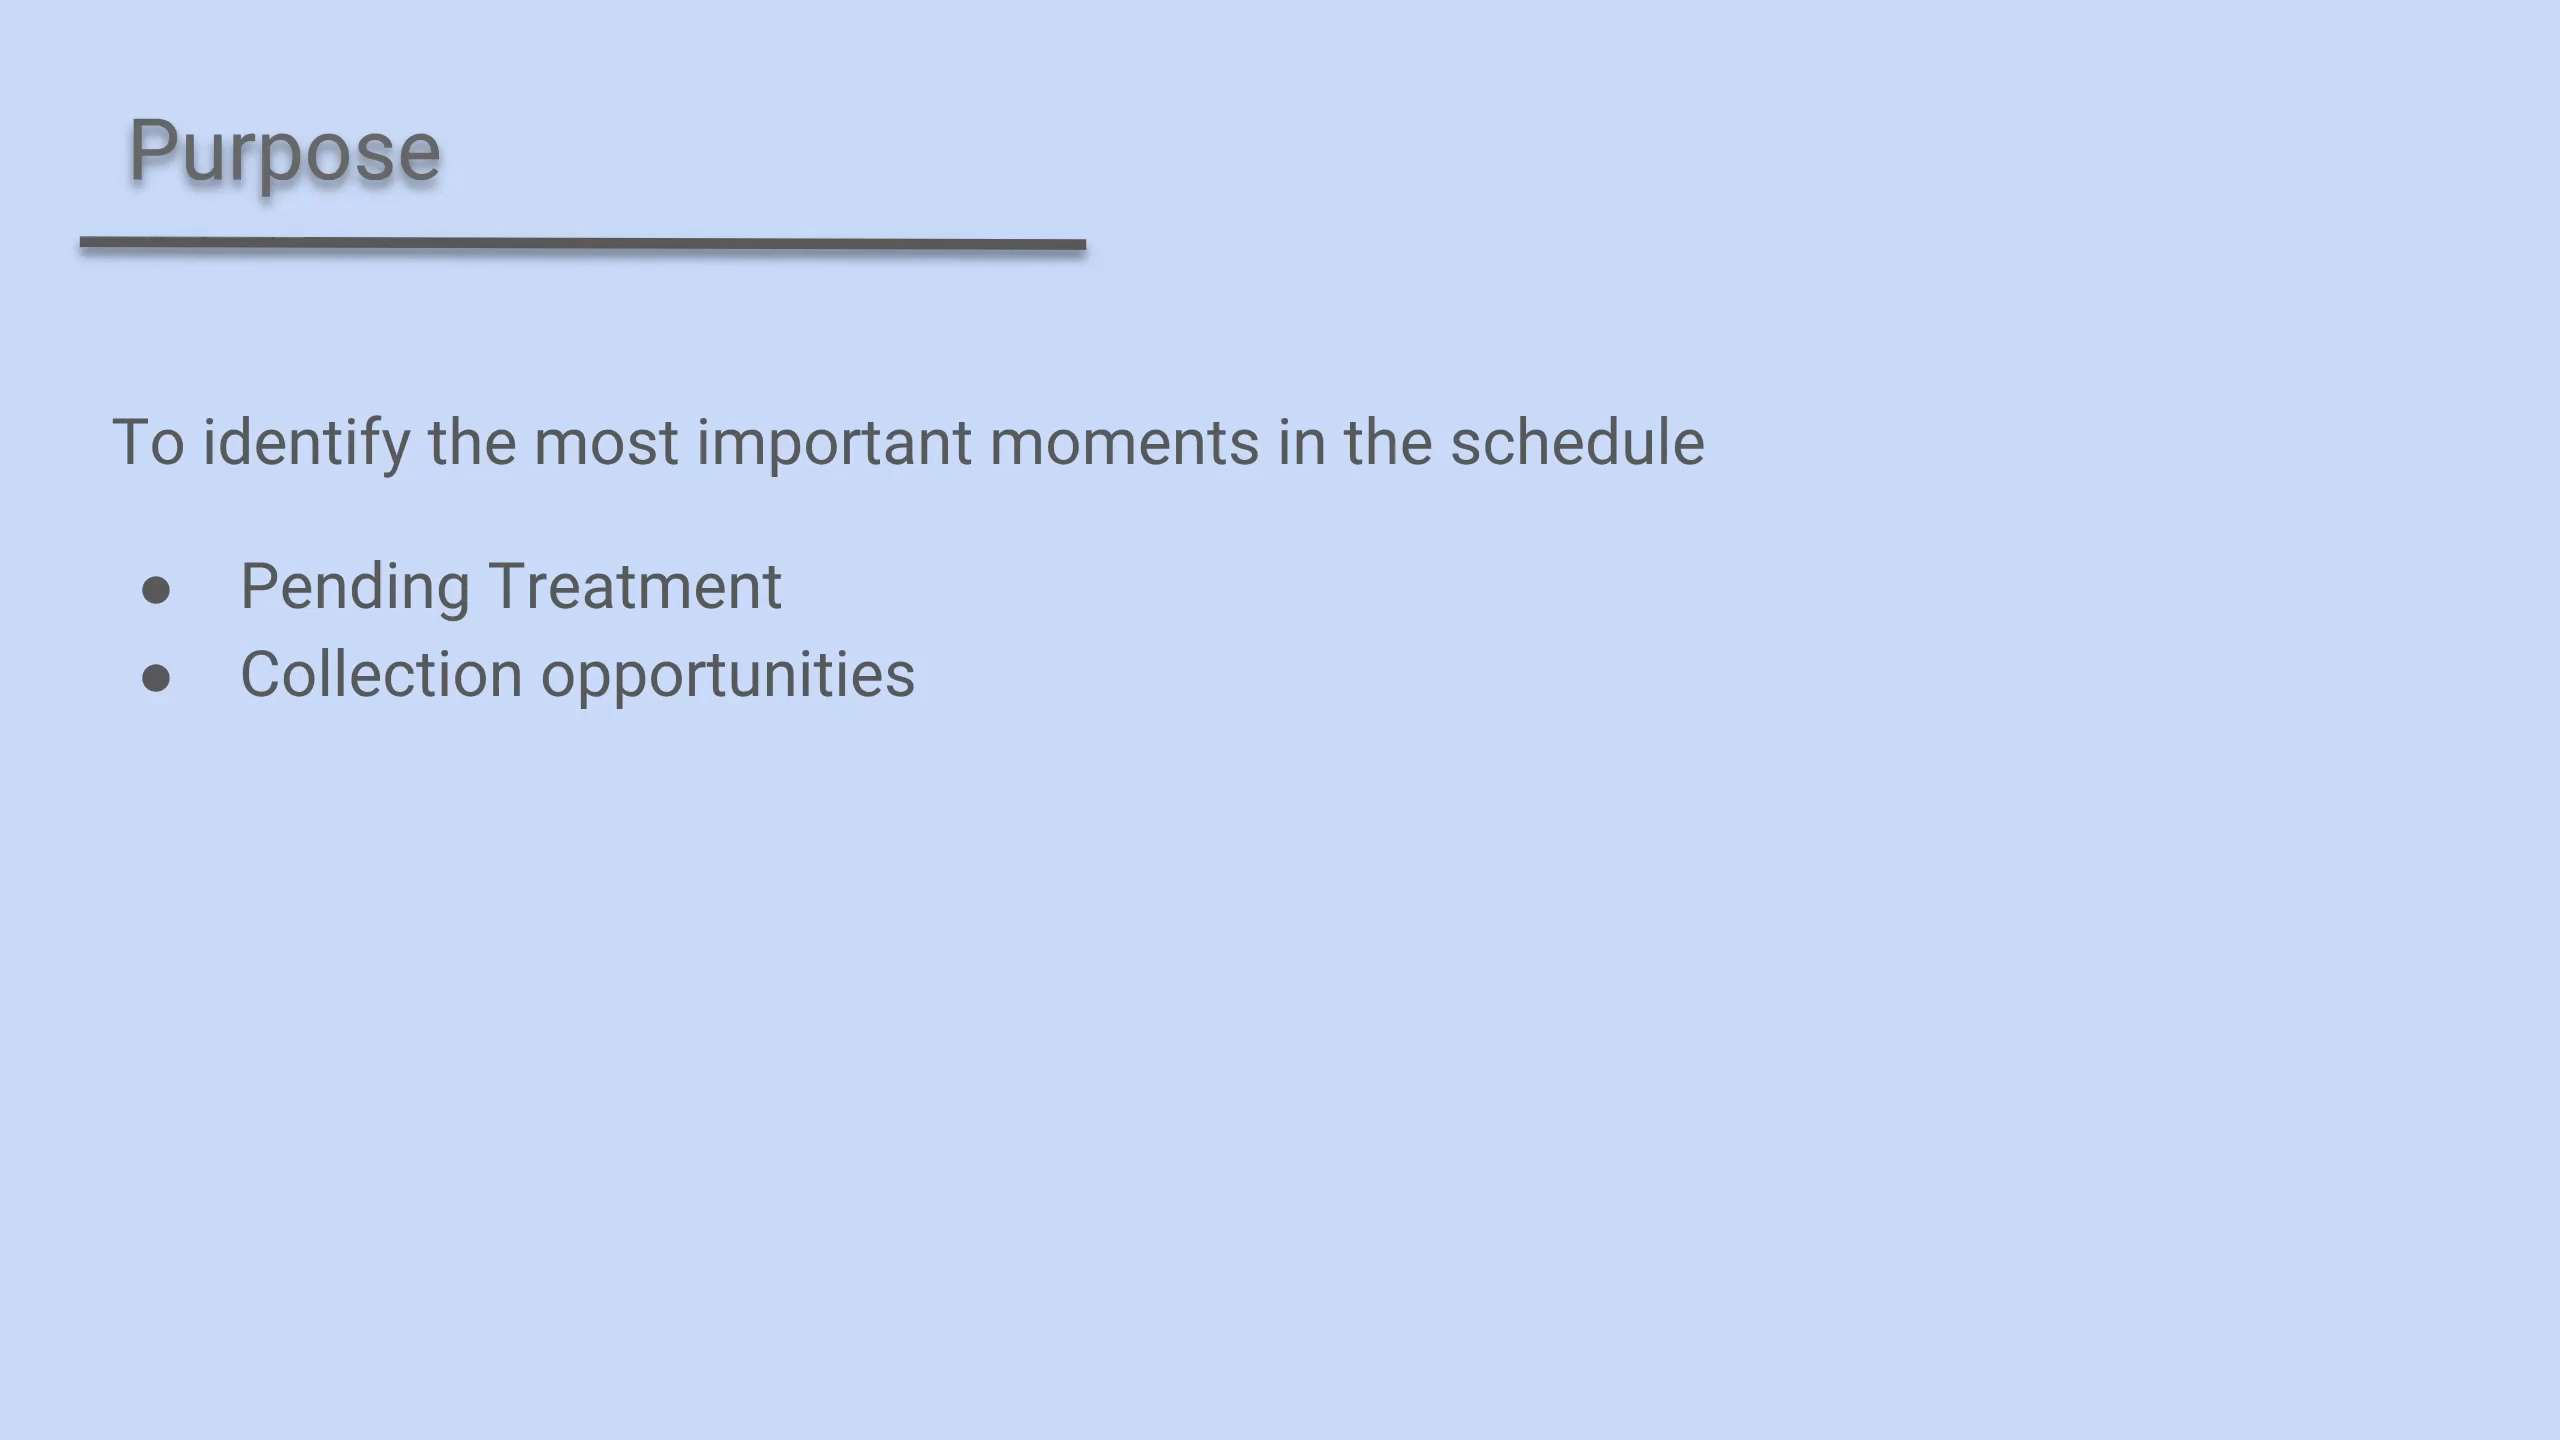 Purpose
To identify the most important moments in the schedule
● Pending Treatment
● Collection opportunities